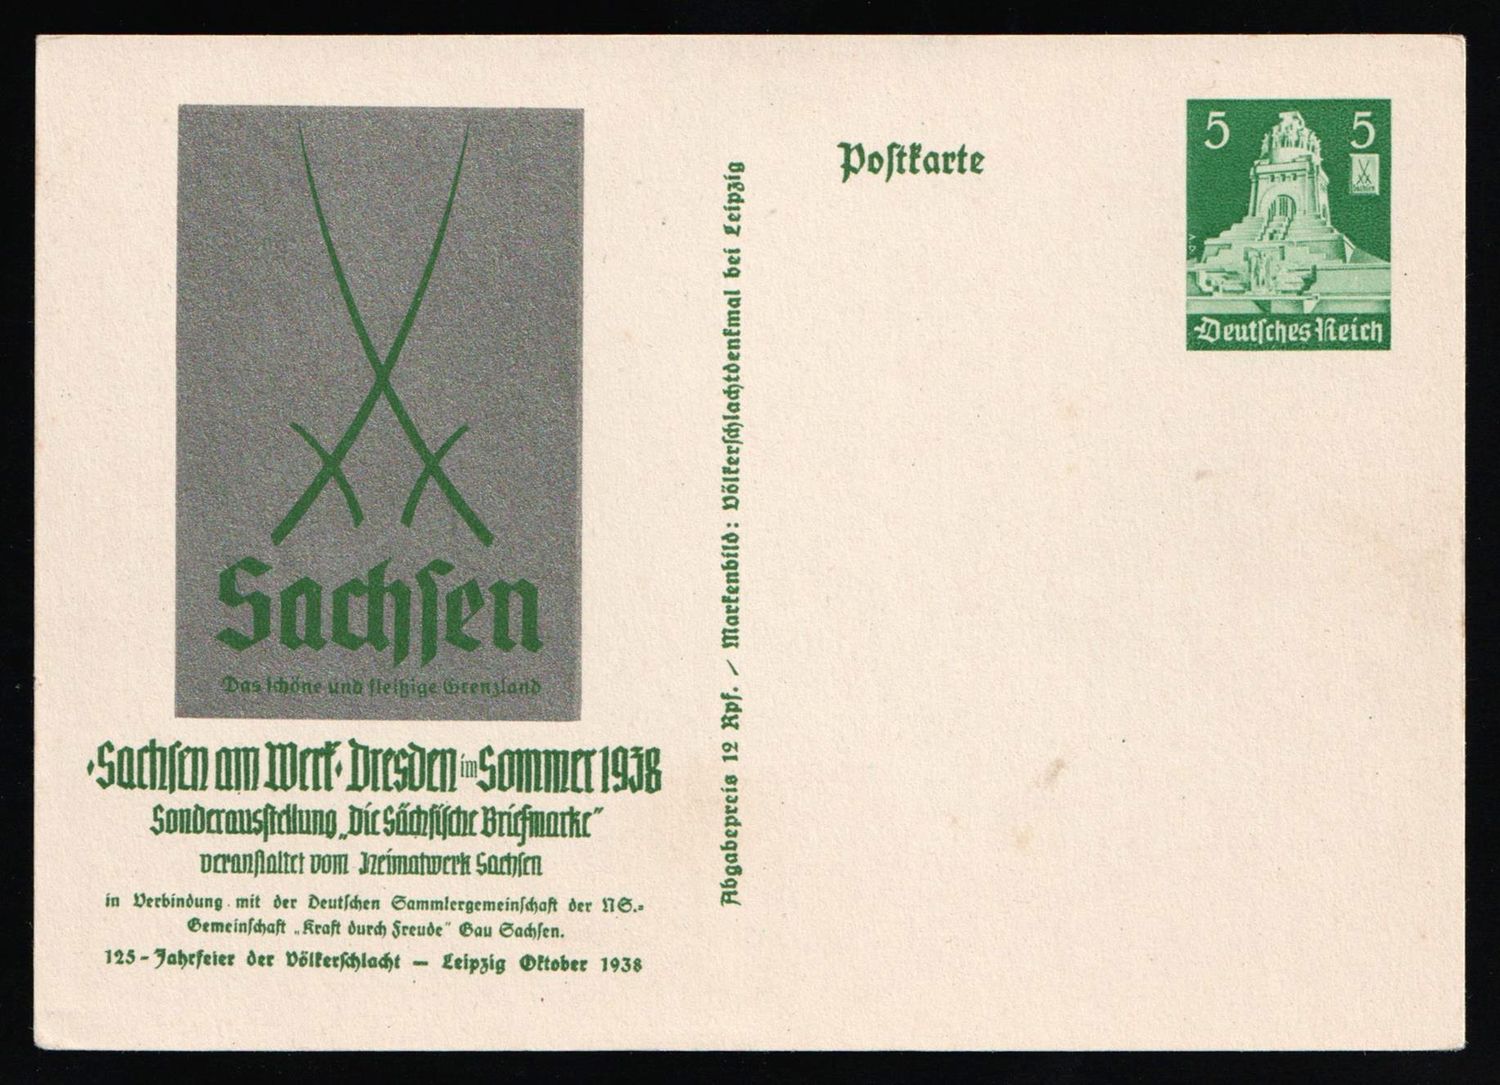 Sachsen
Das schöne und fleißige Grenzland
·Sachsen am Werk· Dresden im Sommer 1938
Sonderausstellung „Die Sächsische Briefmarke“
veranstaltet vom Heimatwerk Sachsen
in Verbindung mit der Deutschen Sammlergemeinschaft der NS.=
Gemeinschaft „Kraft durch Freude“ Gau Sachsen.
125-Jahrfeier der Völkerschlacht — Leipzig Oktober 1938
Abgabepreis 12 Rpf. / Markenbild: Völkerschlachtdenkmal bei Leipzig
Postkarte
5 5
Sachsen
Deutsches Reich